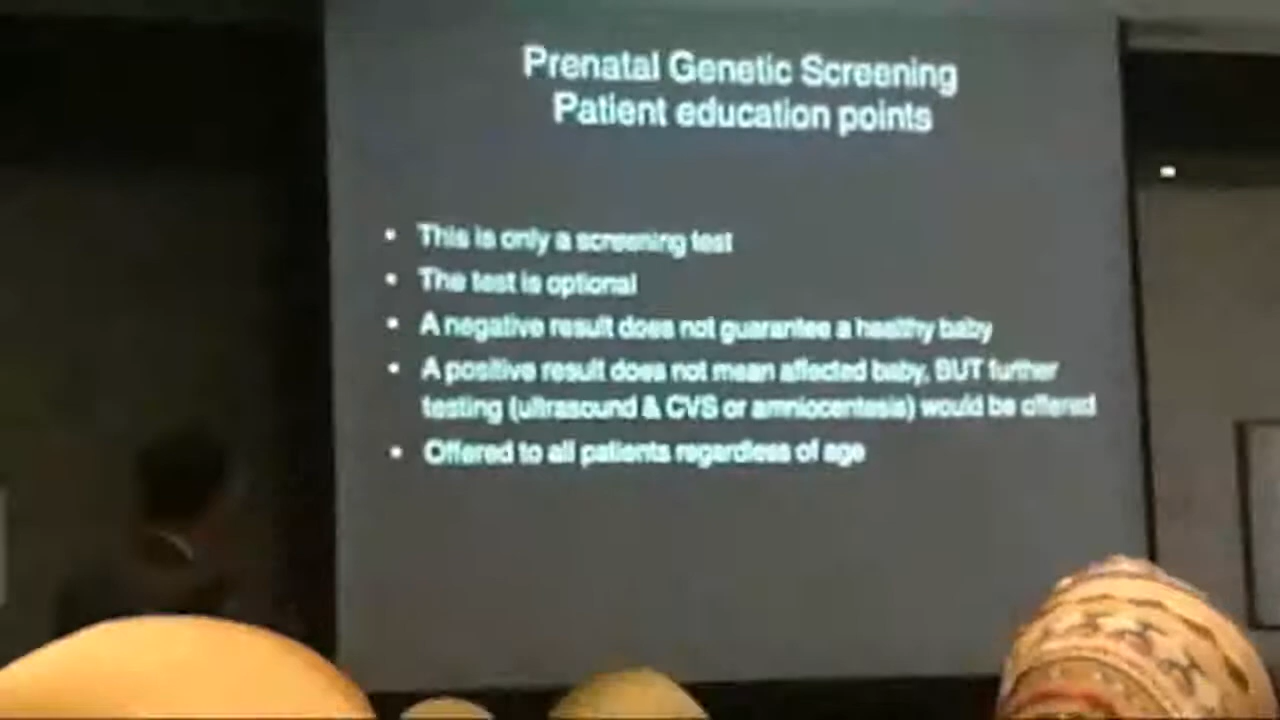 Prenatal Genetic Screening
Patient education points
• This is only a screening test
• The test is optional
• A negative result does not guarantee a healthy baby
• A positive result does not mean affected baby, BUT further
testing (ultrasound & CVS or amniocentesis) would be offered
• Offered to all patients regardless of age